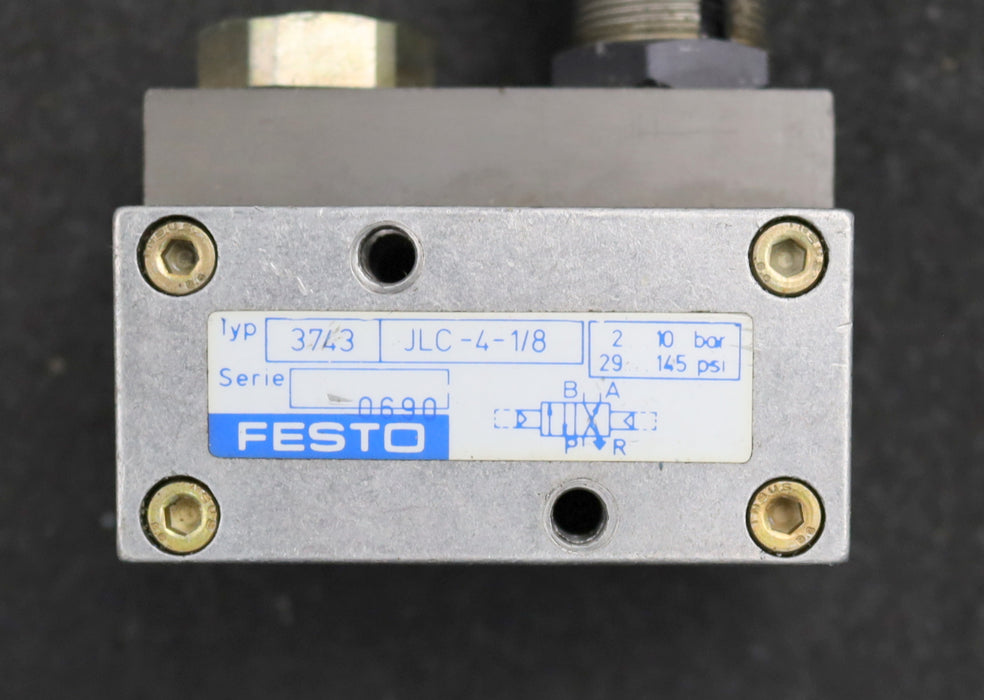 Typ 3743 JLC-4-1/8 2 10 bar
29...145 psi
Serie 0690
FESTO
B A
P R